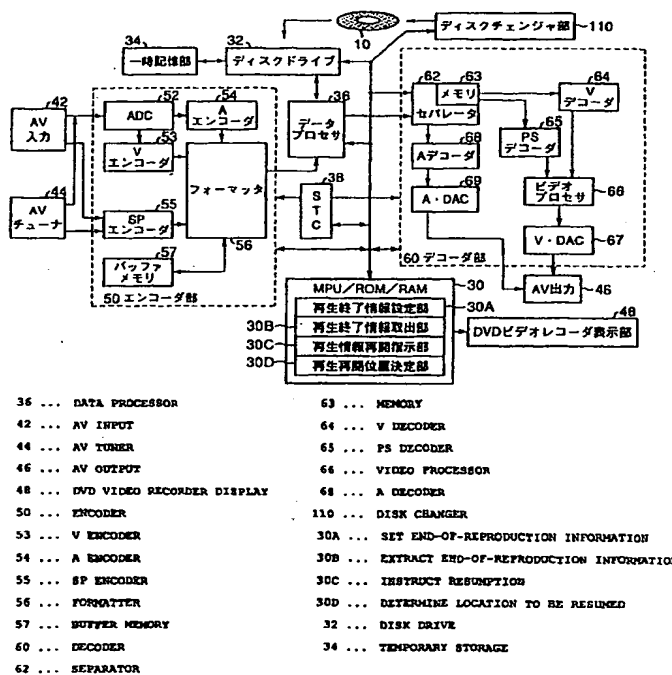 34
32
10
ディスクチェンジャ部
110
一時記憶部
ディスクドライブ
42
AV
入力
52
ADC
54
A
エンコーダ
53
V
エンコーダ
36
データ
プロセッサ
62
63
メモリ
セパレータ
64
V
デコーダ
65
PS
デコーダ
68
Aデコーダ
69
A・DAC
ビデオ
プロセサ
66
V・DAC
67
60 デコーダ部
44
AV
チューナ
55
SP
エンコーダ
フォーマッタ
56
57
バッファ
メモリ
50 エンコーダ部
38
S
T
C
MPU/ROM/RAM
30
30A
再生終了情報設定部
30B
再生終了情報取出部
30C
再生情報再開指示部
30D
再生再開位置決定部
AV出力
46
48
DVDビデオレコーダ表示部
36 ... DATA PROCESSOR
42 ... AV INPUT
44 ... AV TUNER
46 ... AV OUTPUT
48 ... DVD VIDEO RECORDER DISPLAY
50 ... ENCODER
53 ... V ENCODER
54 ... A ENCODER
55 ... SP ENCODER
56 ... FORMATTER
57 ... BUFFER MEMORY
60 ... DECODER
62 ... SEPARATOR
63 ... MEMORY
64 ... V DECODER
65 ... PS DECODER
66 ... VIDEO PROCESSOR
68 ... A DECODER
110 ... DISK CHANGER
30A ... SET END-OF-REPRODUCTION INFORMATION
30B ... EXTRACT END-OF-REPRODUCTION INFORMATION
30C ... INSTRUCT RESUMPTION
30D ... DETERMINE LOCATION TO BE RESUMED
32 ... DISK DRIVE
34 ... TEMPORARY STORAGE